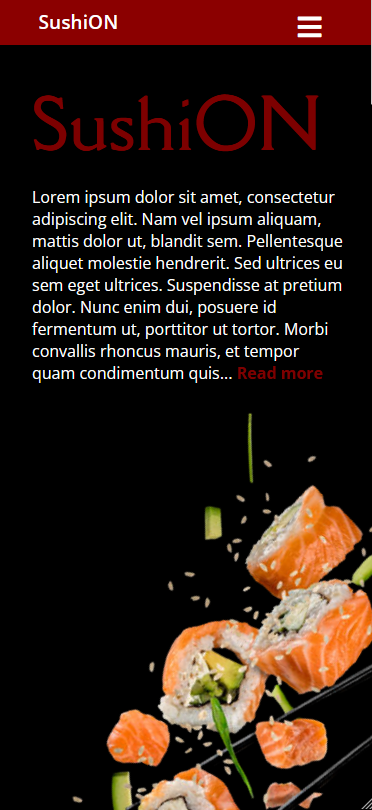 SushiON
SushiON
Lorem ipsum dolor sit amet, consectetur
adipiscing elit. Nam vel ipsum aliquam,
mattis dolor ut, blandit sem. Pellentesque
aliquet molestie hendrerit. Sed ultrices eu
sem eget ultrices. Suspendisse at pretium
dolor. Nunc enim dui, posuere id
fermentum ut, porttitor ut tortor. Morbi
convallis rhoncus mauris, et tempor
quam condimentum quis... Read more